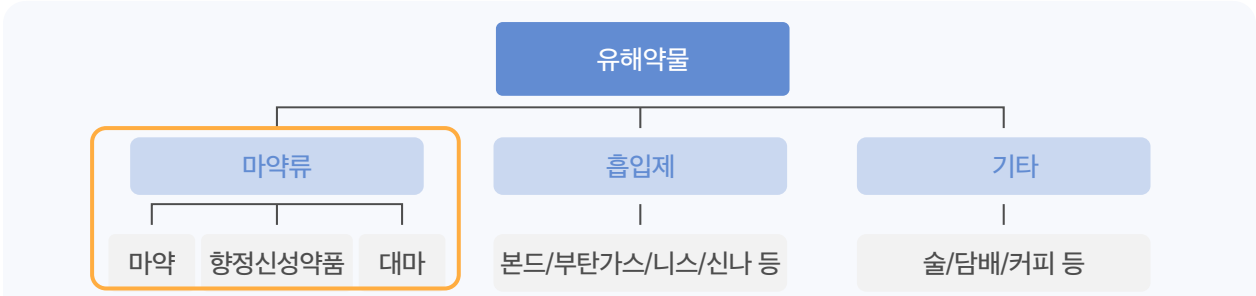 유해약물
마약류
흡입제
기타
마약
향정신성약품
대마
본드/부탄가스/니스/신나 등
술/담배/커피 등